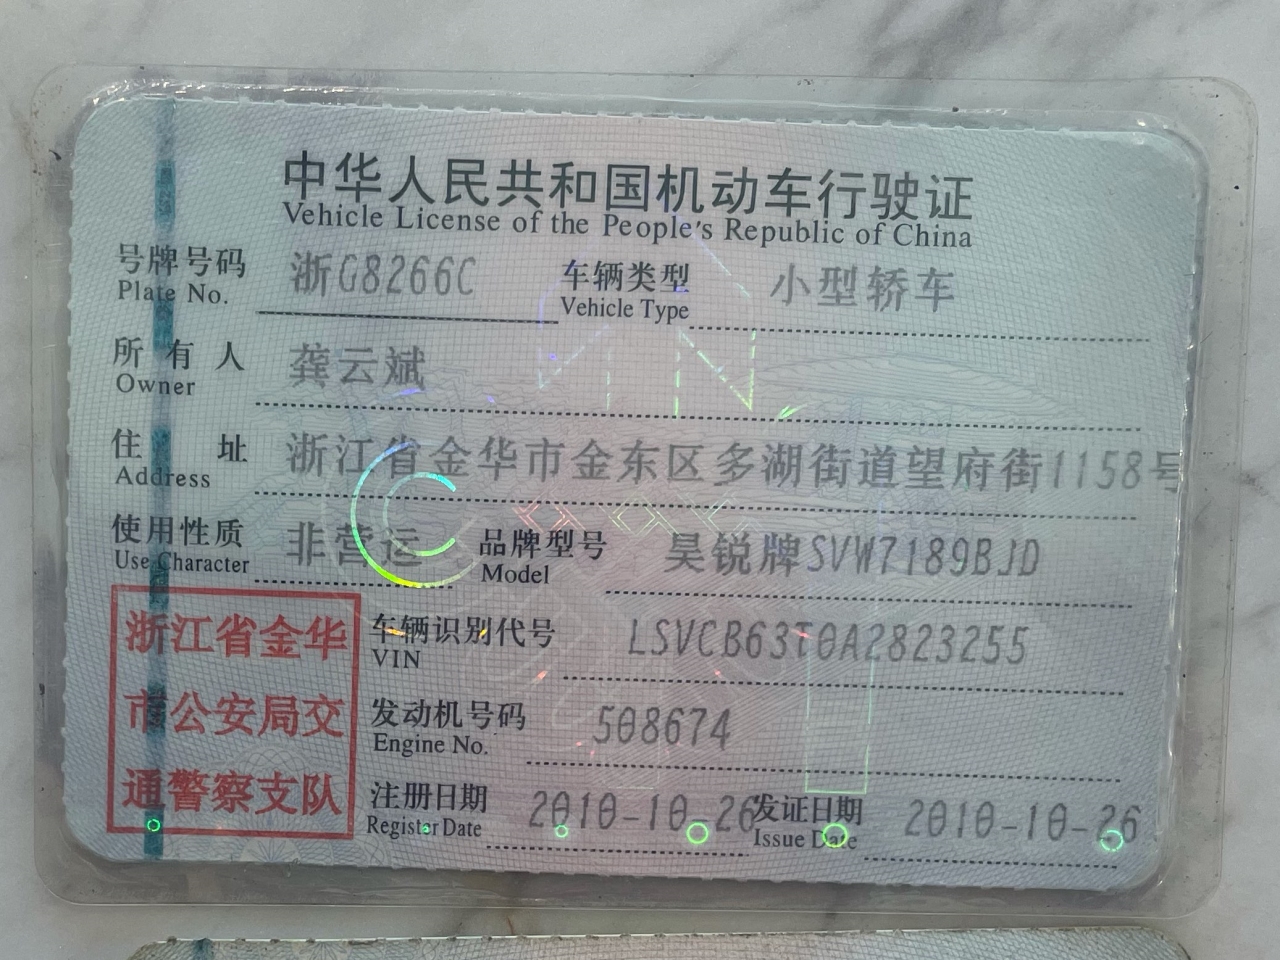 中华人民共和国机动车行驶证
Vehicle License of the People's Republic of China
号牌号码 浙G8266C 车辆类型 小型轿车
Plate No. Vehicle Type
所有人 龚云斌
Owner
住址 浙江省金华市金东区多湖街道望府街1158号
Address
使用性质 非营运 品牌型号 昊锐牌SVW7189BJD
Use Character Model
浙江省金华
市公安局交
通警察支队
车辆识别代号 LSVCB63T0A2823255
VIN
发动机号码 508674
Engine No.
注册日期 2010-10-26 发证日期 2010-10-26
Register Date Issue Date